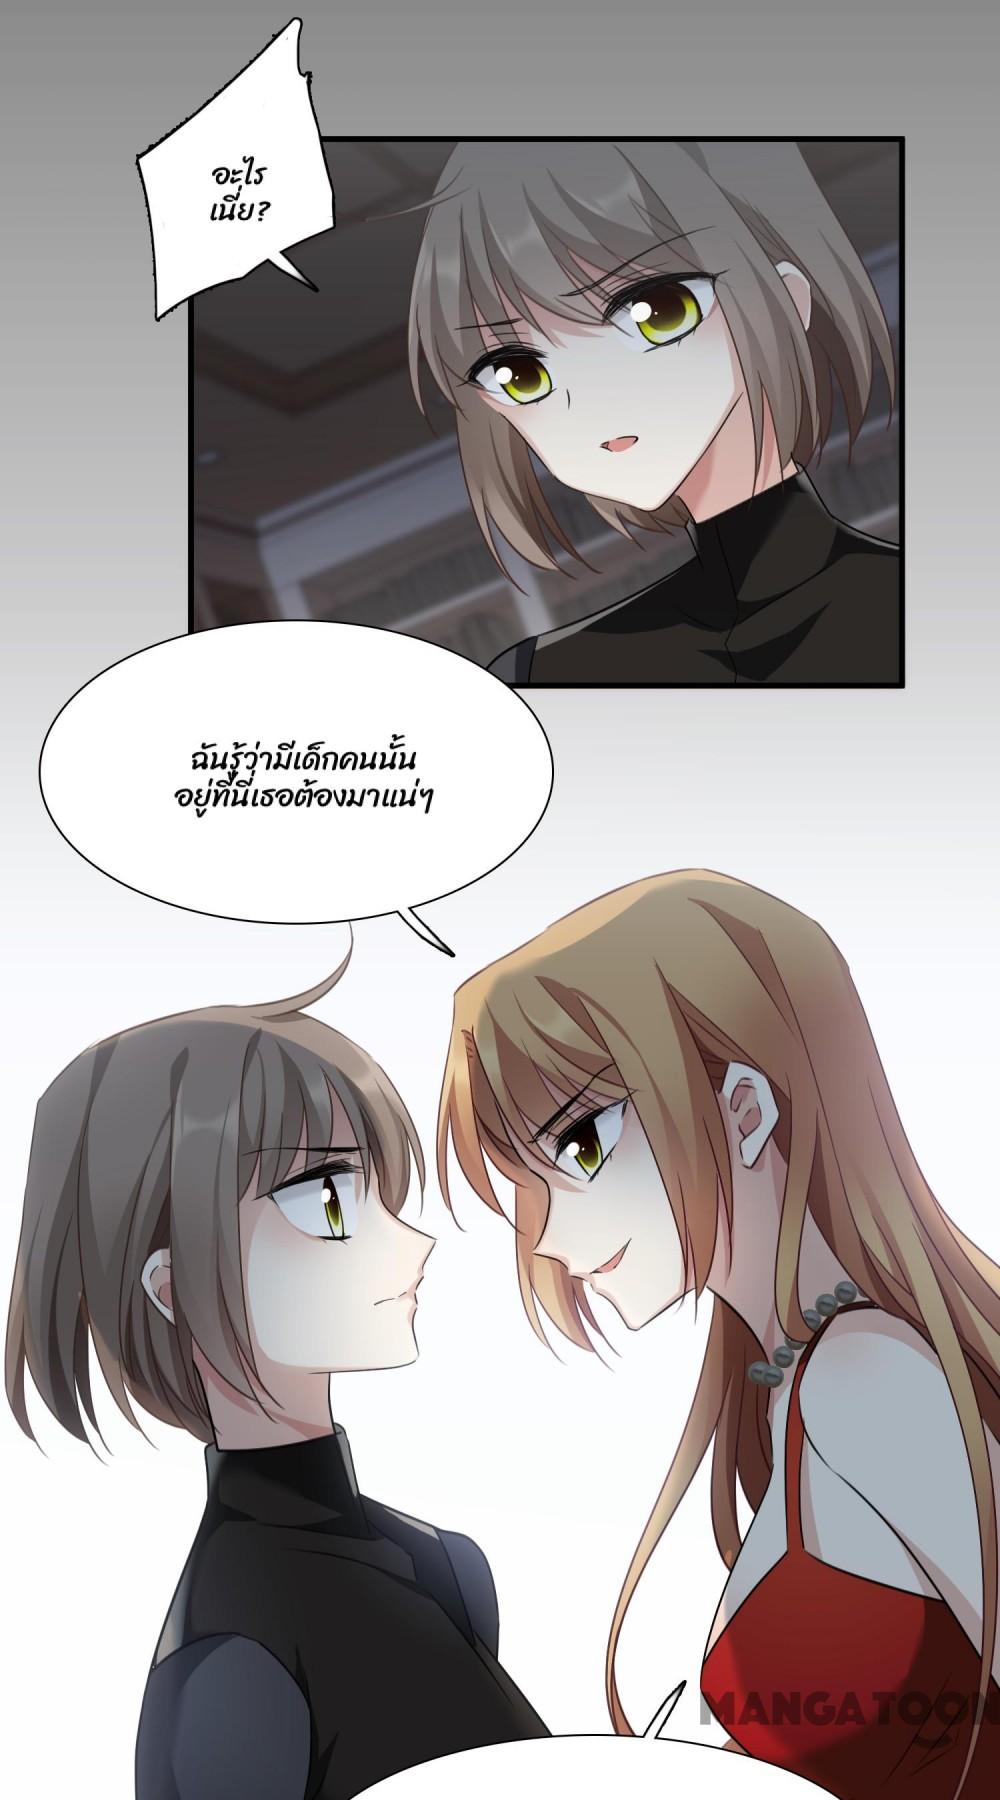 อะไร
เนี่ย?
ฉันรู้ว่ามีเด็กคนนั้น
อยู่ที่นี่เธอต้องมาแน่ๆ
MANGATOON